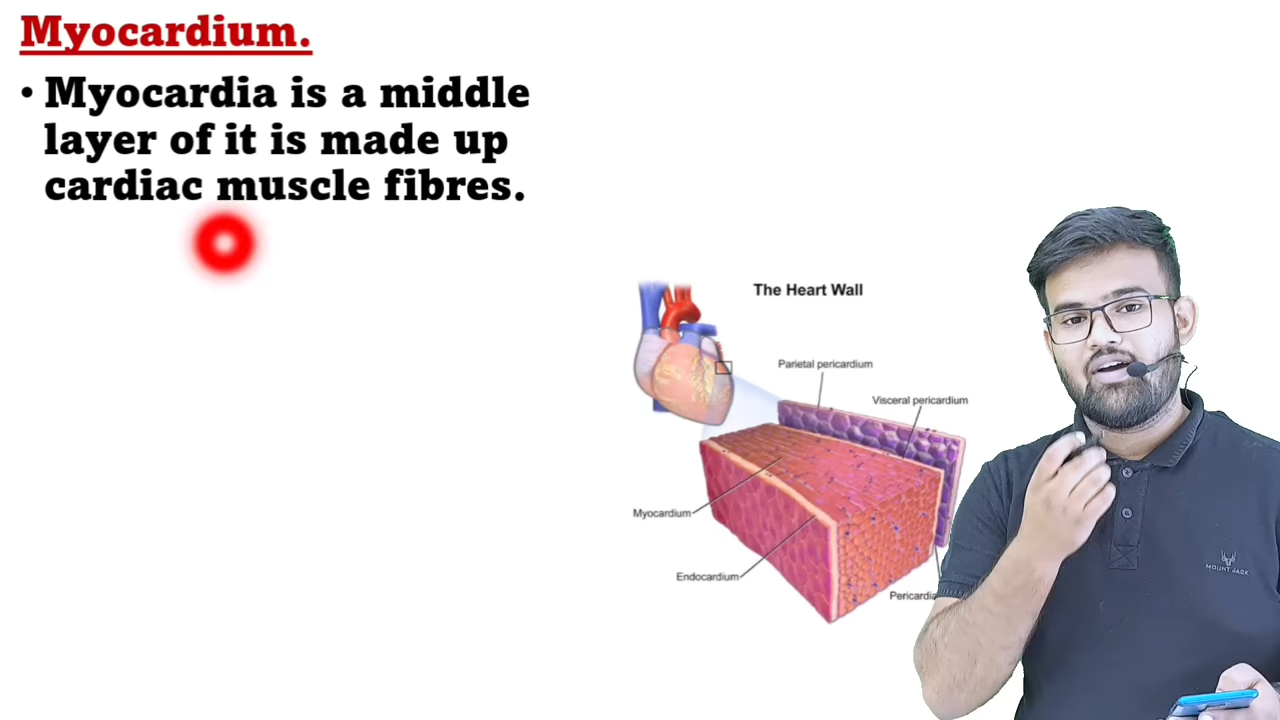 Myocardium.
• Myocardia is a middle
layer of it is made up
cardiac muscle fibres.
The Heart Wall
Parietal pericardium
Visceral pericardium
Myocardium
Endocardium
Pericardia
MOUNT JACK